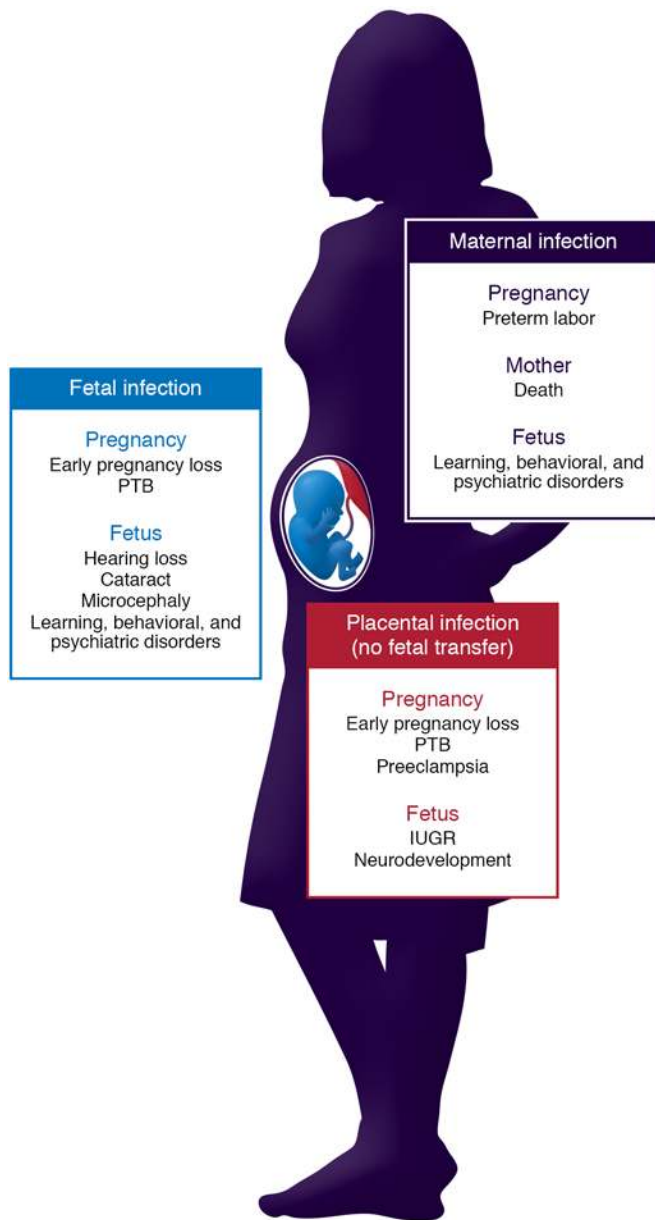 Maternal infection
Pregnancy
Preterm labor
Mother
Death
Fetus
Learning, behavioral, and
psychiatric disorders
Fetal infection
Pregnancy
Early pregnancy loss
PTB
Fetus
Hearing loss
Cataract
Microcephaly
Learning, behavioral, and
psychiatric disorders
Placental infection
(no fetal transfer)
Pregnancy
Early pregnancy loss
PTB
Preeclampsia
Fetus
IUGR
Neurodevelopment